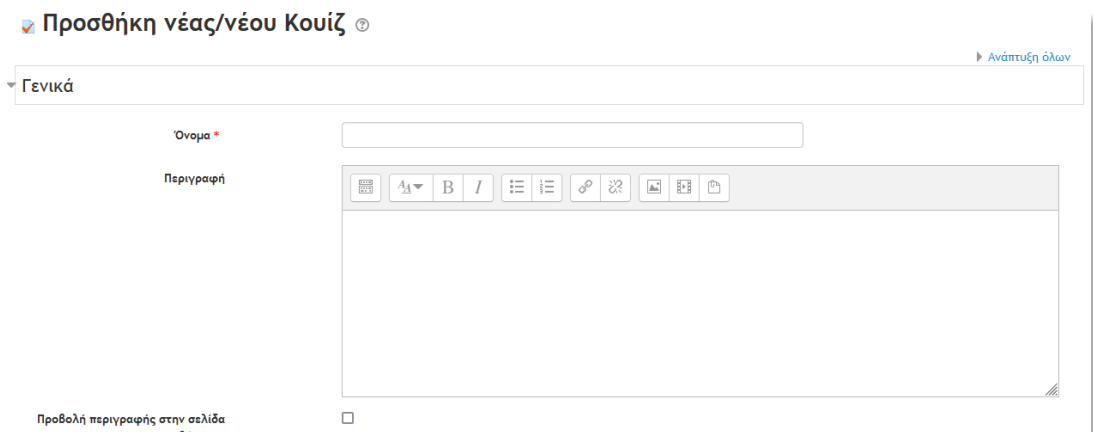 Προσθήκη νέας/νέου Κουίζ
Ανάπτυξη όλων
Γενικά
Όνομα *
Περιγραφή
Προβολή περιγραφής στην σελίδα